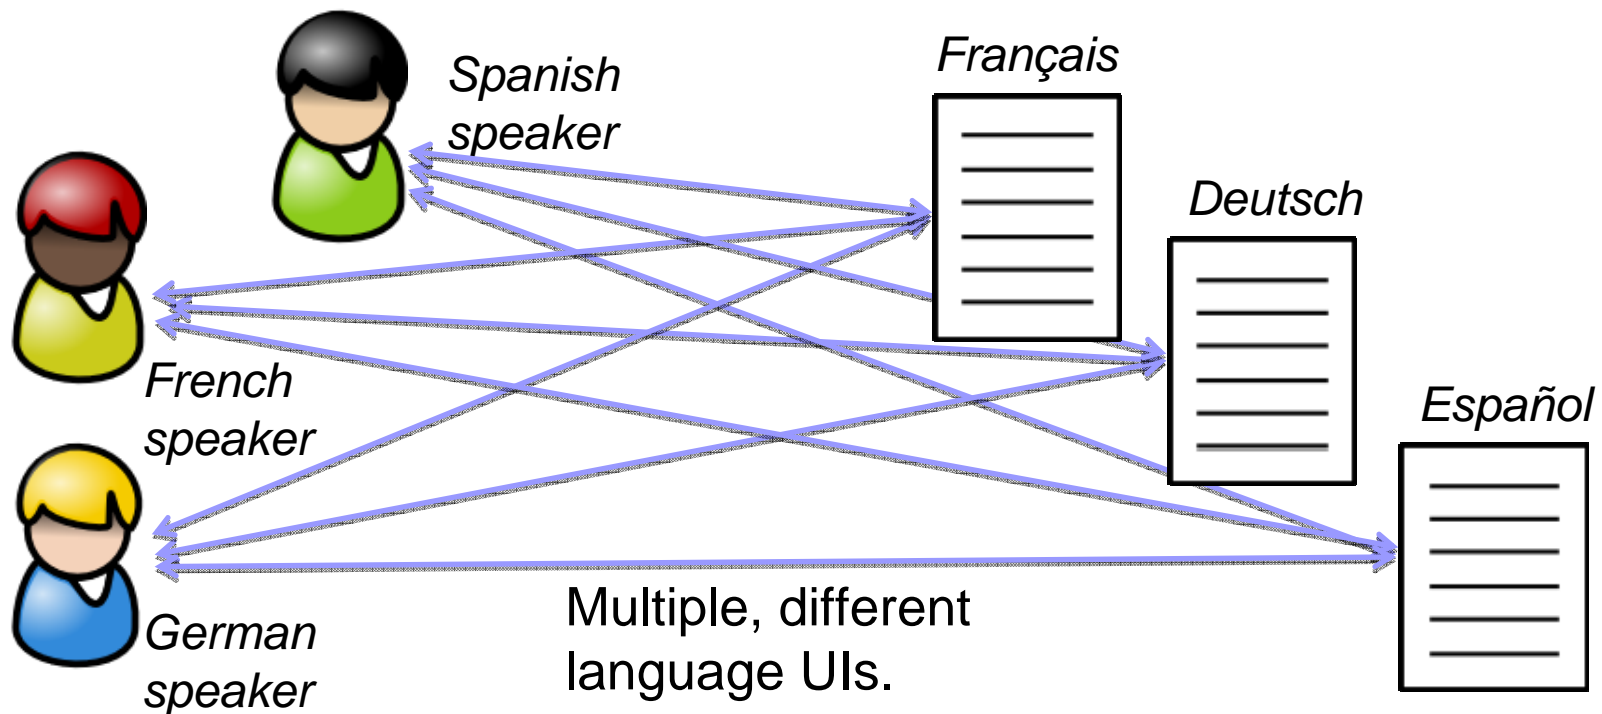 Spanish
speaker
Français
Deutsch
French
speaker
Español
German
speaker
Multiple, different
language UIs.